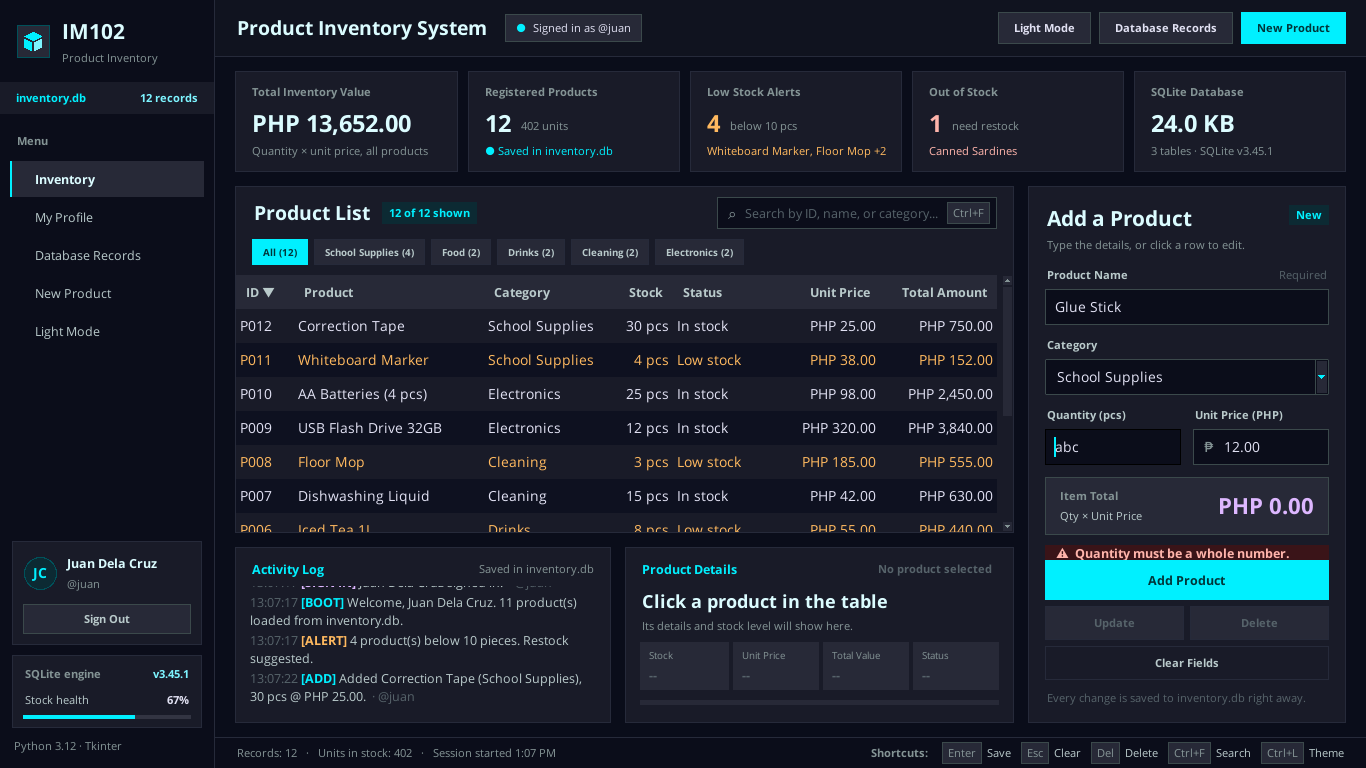 IM102
Product Inventory
inventory.db 12 records
Menu
Inventory
My Profile
Database Records
New Product
Light Mode
JC Juan Dela Cruz
@juan
Sign Out
SQLite engine v3.45.1
Stock health 67%
Python 3.12 · Tkinter
Product Inventory System
Signed in as @juan
Light Mode
Database Records
New Product
Total Inventory Value
PHP 13,652.00
Quantity × unit price, all products
Registered Products
12 402 units
Saved in inventory.db
Low Stock Alerts
4 below 10 pcs
Whiteboard Marker, Floor Mop +2
Out of Stock
1 need restock
Canned Sardines
SQLite Database
24.0 KB
3 tables · SQLite v3.45.1
Product List 12 of 12 shown
Search by ID, name, or category... Ctrl+F
All (12) School Supplies (4) Food (2) Drinks (2) Cleaning (2) Electronics (2)
ID ▼ Product Category Stock Status Unit Price Total Amount
P012 Correction Tape School Supplies 30 pcs In stock PHP 25.00 PHP 750.00
P011 Whiteboard Marker School Supplies 4 pcs Low stock PHP 38.00 PHP 152.00
P010 AA Batteries (4 pcs) Electronics 25 pcs In stock PHP 98.00 PHP 2,450.00
P009 USB Flash Drive 32GB Electronics 12 pcs In stock PHP 320.00 PHP 3,840.00
P008 Floor Mop Cleaning 3 pcs Low stock PHP 185.00 PHP 555.00
P007 Dishwashing Liquid Cleaning 15 pcs In stock PHP 42.00 PHP 630.00
P006 Iced Tea 1L Drinks 8 pcs Low stock PHP 55.00 PHP 440.00
Activity Log Saved in inventory.db
13:07:17 [BOOT] Welcome, Juan Dela Cruz. 11 product(s)
loaded from inventory.db.
13:07:17 [ALERT] 4 product(s) below 10 pieces. Restock
suggested.
13:07:22 [ADD] Added Correction Tape (School Supplies),
30 pcs @ PHP 25.00. · @juan
Product Details No product selected
Click a product in the table
Its details and stock level will show here.
Stock Unit Price Total Value Status
-- -- -- --
Add a Product New
Type the details, or click a row to edit.
Product Name Required
Glue Stick
Category
School Supplies
Quantity (pcs) Unit Price (PHP)
abc ₱ 12.00
Item Total
Qty × Unit Price
PHP 0.00
⚠ Quantity must be a whole number.
Add Product
Update Delete
Clear Fields
Every change is saved to inventory.db right away.
Records: 12 · Units in stock: 402 · Session started 1:07 PM
Shortcuts: Enter Save Esc Clear Del Delete Ctrl+F Search Ctrl+L Theme